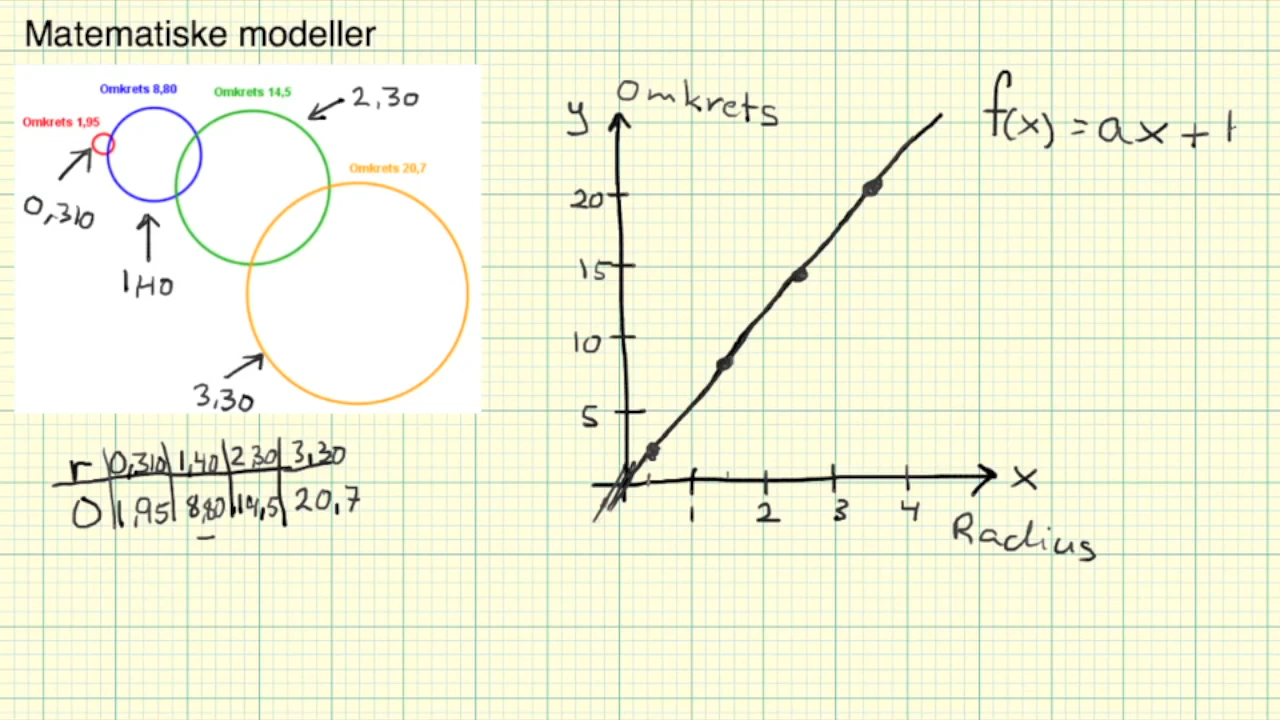 Matematiske modeller
Omkrets 8,80
Omkrets 14,5
2,30
Omkrets 1,95
Omkrets 20,7
0,310
1,40
3,30
r 0,310 1,40 2,30 3,30
O 1,95 8,80 14,5 20,7
y Omkrets
20
15
10
5
1 2 3 4
x
Radius
f(x) = ax +